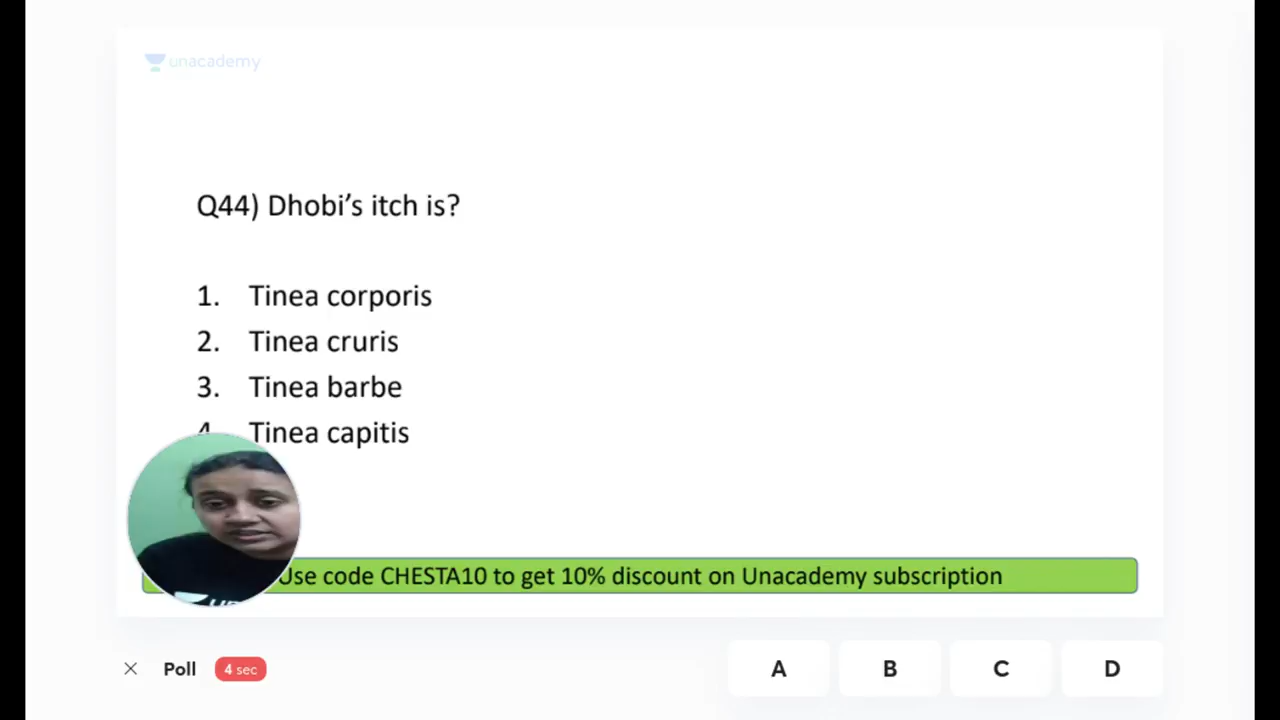 unacademy
Q44) Dhobi’s itch is?
1. Tinea corporis
2. Tinea cruris
3. Tinea barbe
4. Tinea capitis
Use code CHESTA10 to get 10% discount on Unacademy subscription
Poll 4 sec A B C D